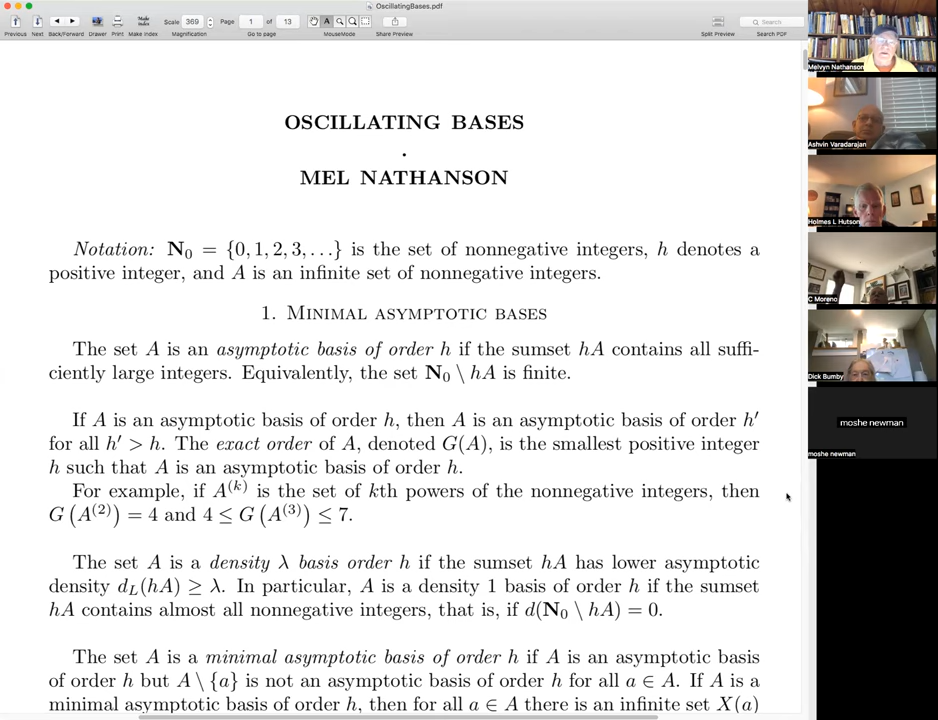 OscillatingBases.pdf
Previous Next Back/Forward Drawer Print Make Index Magnification Go to page MouseMode Share Preview Split Preview Search PDF
Make Index Scale 369 Page 1 of 13 Search
OSCILLATING BASES
.
MEL NATHANSON
Notation: N₀ = {0, 1, 2, 3, . . .} is the set of nonnegative integers, h denotes a
positive integer, and A is an infinite set of nonnegative integers.
1. MINIMAL ASYMPTOTIC BASES
The set A is an asymptotic basis of order h if the sumset hA contains all suffi-
ciently large integers. Equivalently, the set N₀ \ hA is finite.
If A is an asymptotic basis of order h, then A is an asymptotic basis of order h′
for all h′ > h. The exact order of A, denoted G(A), is the smallest positive integer
h such that A is an asymptotic basis of order h.
For example, if A⁽ᵏ⁾ is the set of kth powers of the nonnegative integers, then
G (A⁽²⁾) = 4 and 4 ≤ G (A⁽³⁾) ≤ 7.
The set A is a density λ basis order h if the sumset hA has lower asymptotic
density d_L(hA) ≥ λ. In particular, A is a density 1 basis of order h if the sumset
hA contains almost all nonnegative integers, that is, if d(N₀ \ hA) = 0.
The set A is a minimal asymptotic basis of order h if A is an asymptotic basis
of order h but A \ {a} is not an asymptotic basis of order h for all a ∈ A. If A is a
minimal asymptotic basis of order h, then for all a ∈ A there is an infinite set X(a)
Melvyn Nathanson
Ashvin Varadarajan
Holmes L Hutson
C Moreno
Dick Bumby
moshe newman
moshe newman